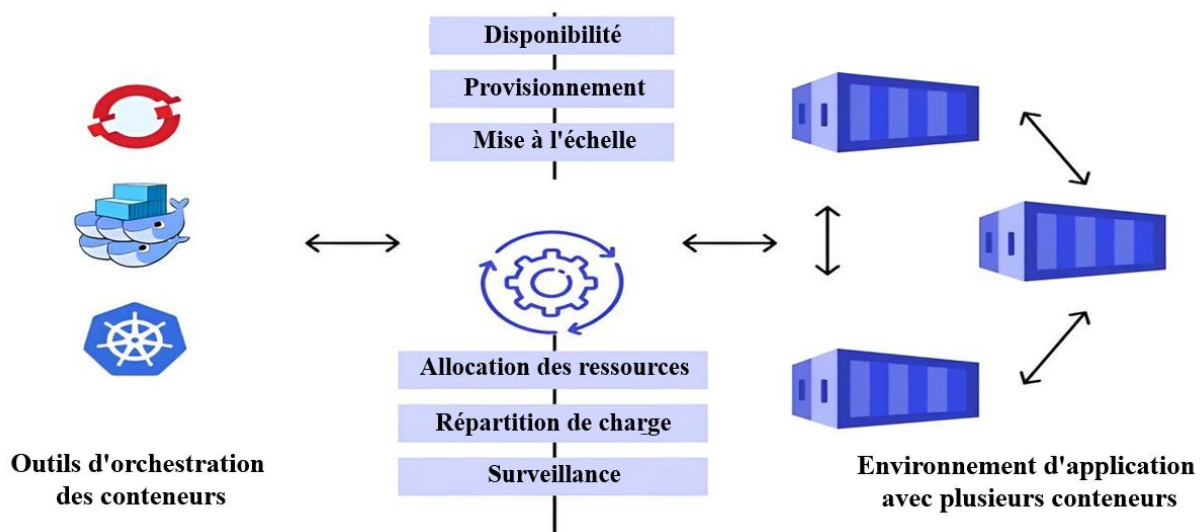 Disponibilité
Provisionnement
Mise à l'échelle
Allocation des ressources
Répartition de charge
Surveillance
Outils d'orchestration
des conteneurs
Environnement d'application
avec plusieurs conteneurs